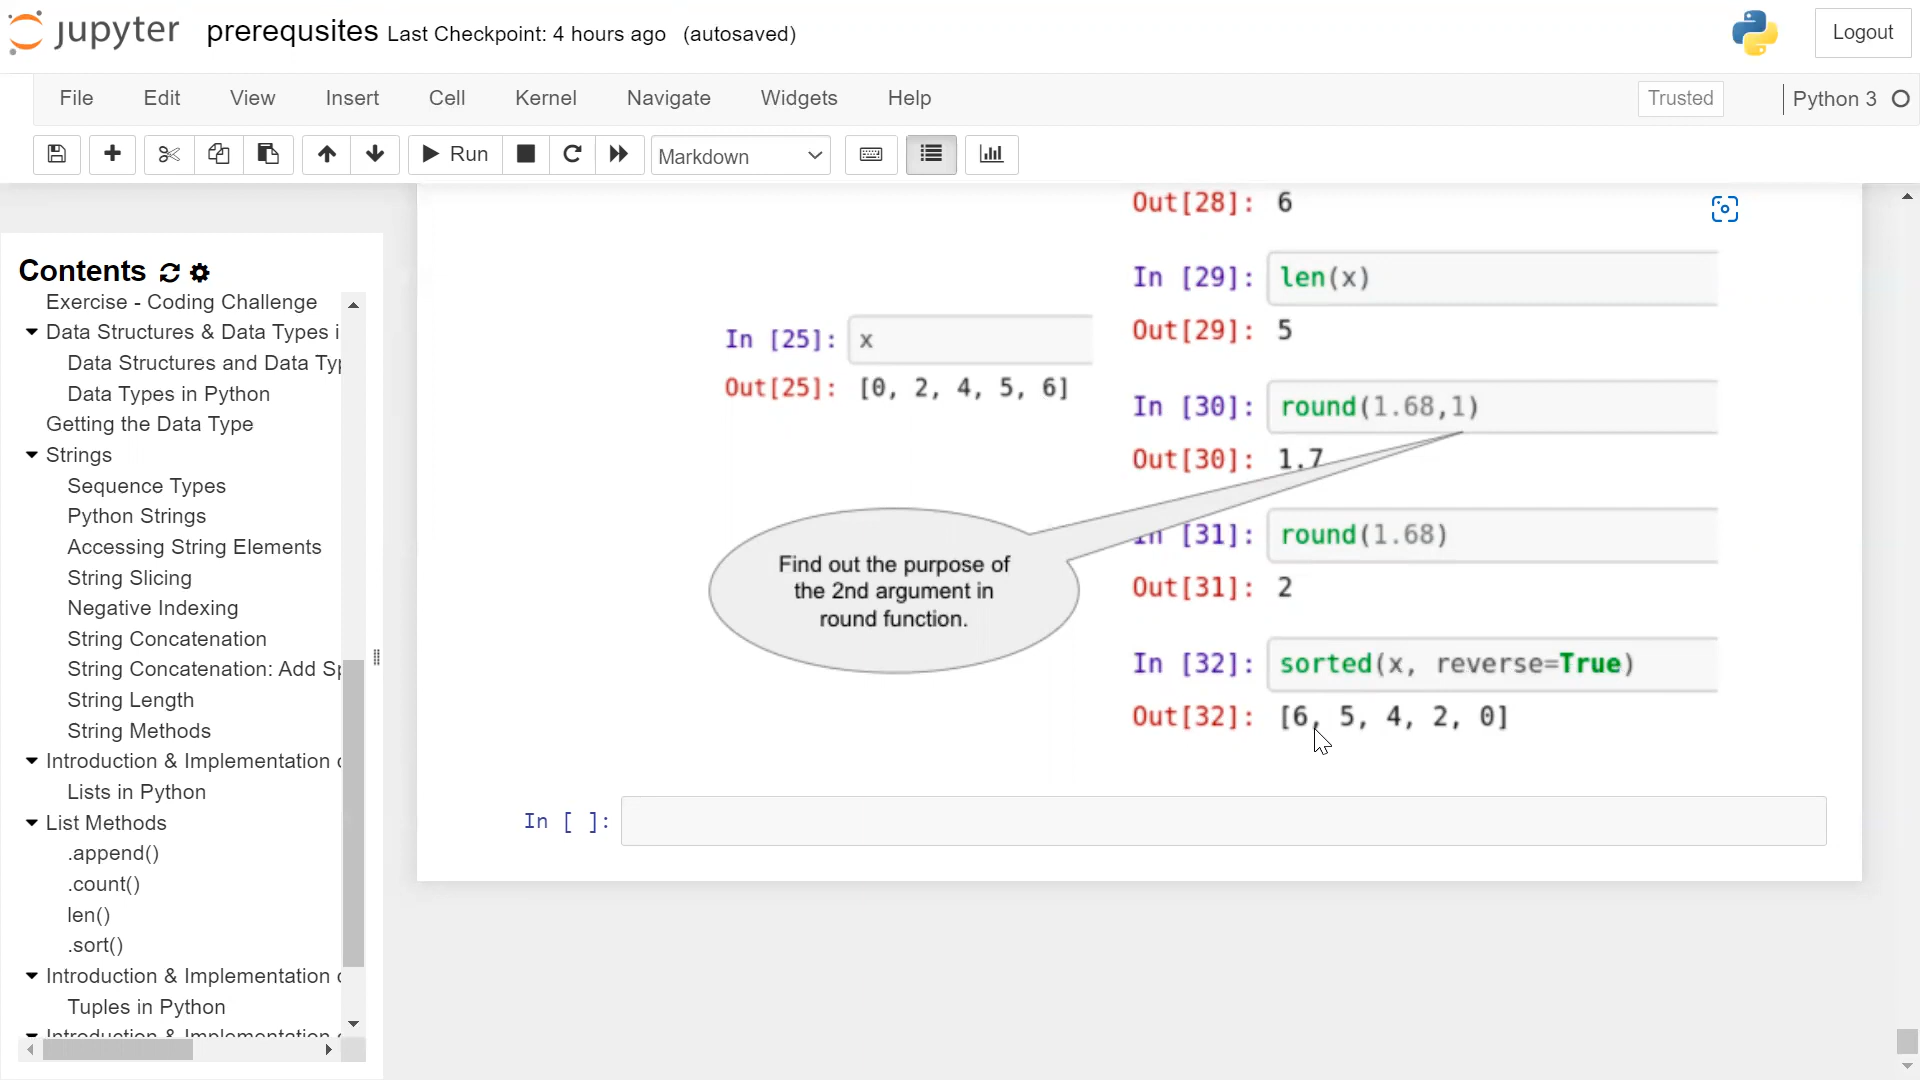 jupyter prerequsites Last Checkpoint: 4 hours ago (autosaved)
Logout
File Edit View Insert Cell Kernel Navigate Widgets Help
Trusted
Python 3
Run
Markdown
Contents
Exercise - Coding Challenge
Data Structures & Data Types i
Data Structures and Data Typ
Data Types in Python
Getting the Data Type
Strings
Sequence Types
Python Strings
Accessing String Elements
String Slicing
Negative Indexing
String Concatenation
String Concatenation: Add Sp
String Length
String Methods
Introduction & Implementation
Lists in Python
List Methods
.append()
.count()
len()
.sort()
Introduction & Implementation
Tuples in Python
Introduction & Implementation
In [25]: x
Out[25]: [0, 2, 4, 5, 6]
Find out the purpose of
the 2nd argument in
round function.
Out[28]: 6
In [29]: len(x)
Out[29]: 5
In [30]: round(1.68,1)
Out[30]: 1.7
In [31]: round(1.68)
Out[31]: 2
In [32]: sorted(x, reverse=True)
Out[32]: [6, 5, 4, 2, 0]
In [ ]: